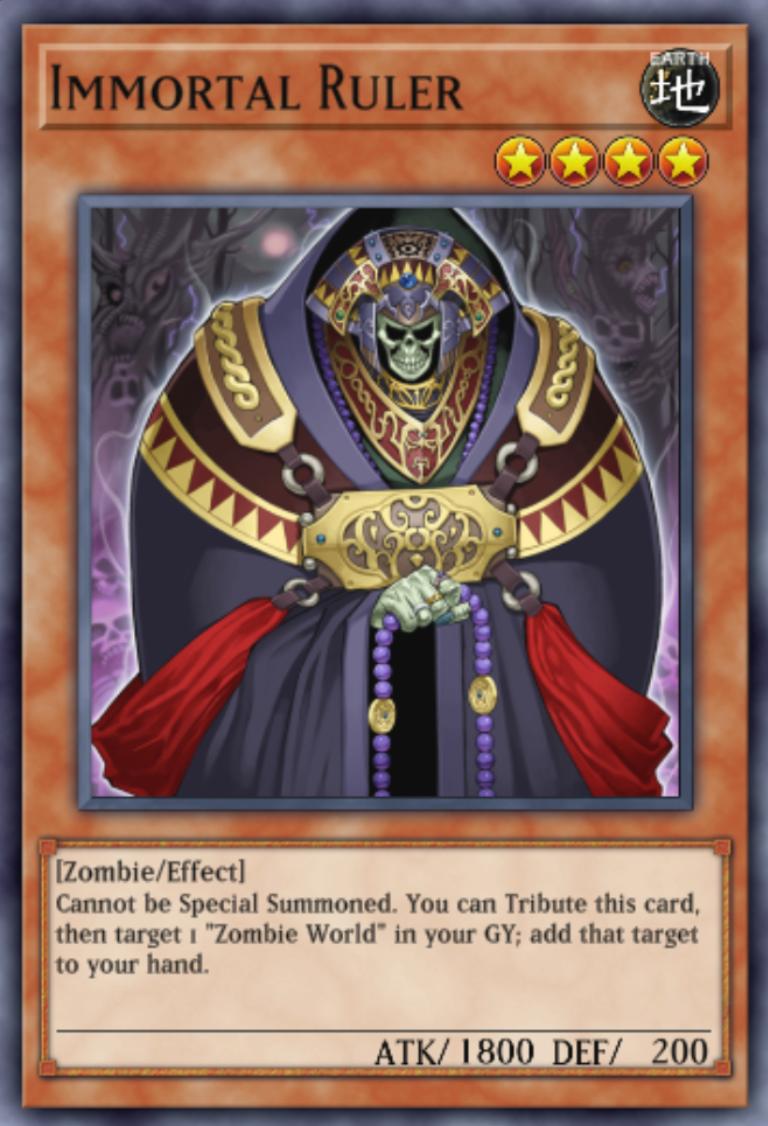 Immortal Ruler
EARTH
地
[Zombie/Effect]
Cannot be Special Summoned. You can Tribute this card,
then target 1 "Zombie World" in your GY; add that target
to your hand.
ATK/ 1800 DEF/ 200